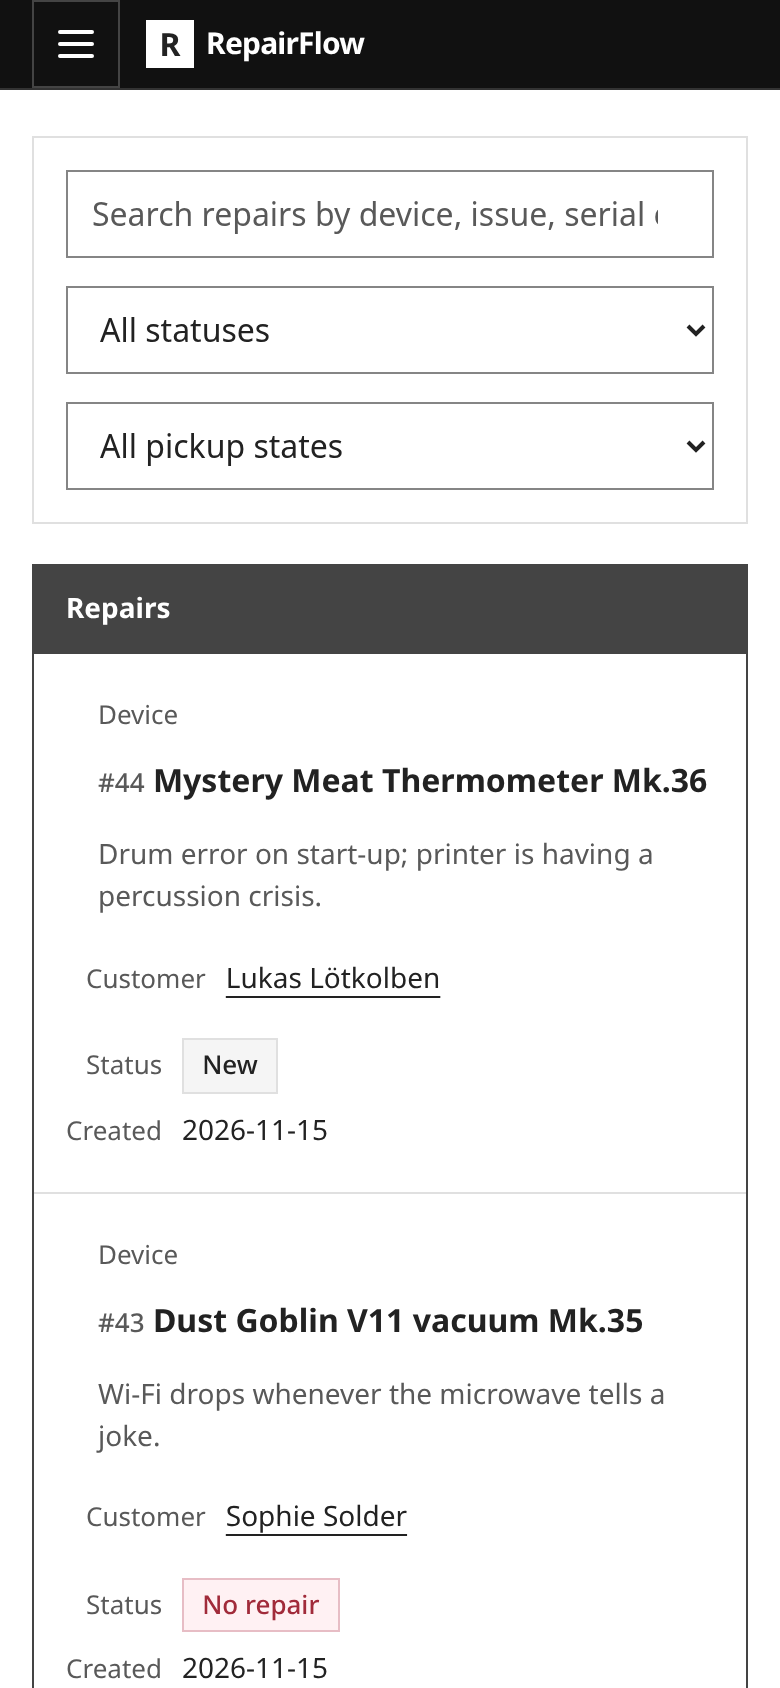 R RepairFlow
Search repairs by device, issue, serial
All statuses
All pickup states
Repairs
Device
#44 Mystery Meat Thermometer Mk.36
Drum error on start-up; printer is having a
percussion crisis.
Customer Lukas Lötkolben
Status New
Created 2026-11-15
Device
#43 Dust Goblin V11 vacuum Mk.35
Wi-Fi drops whenever the microwave tells a
joke.
Customer Sophie Solder
Status No repair
Created 2026-11-15